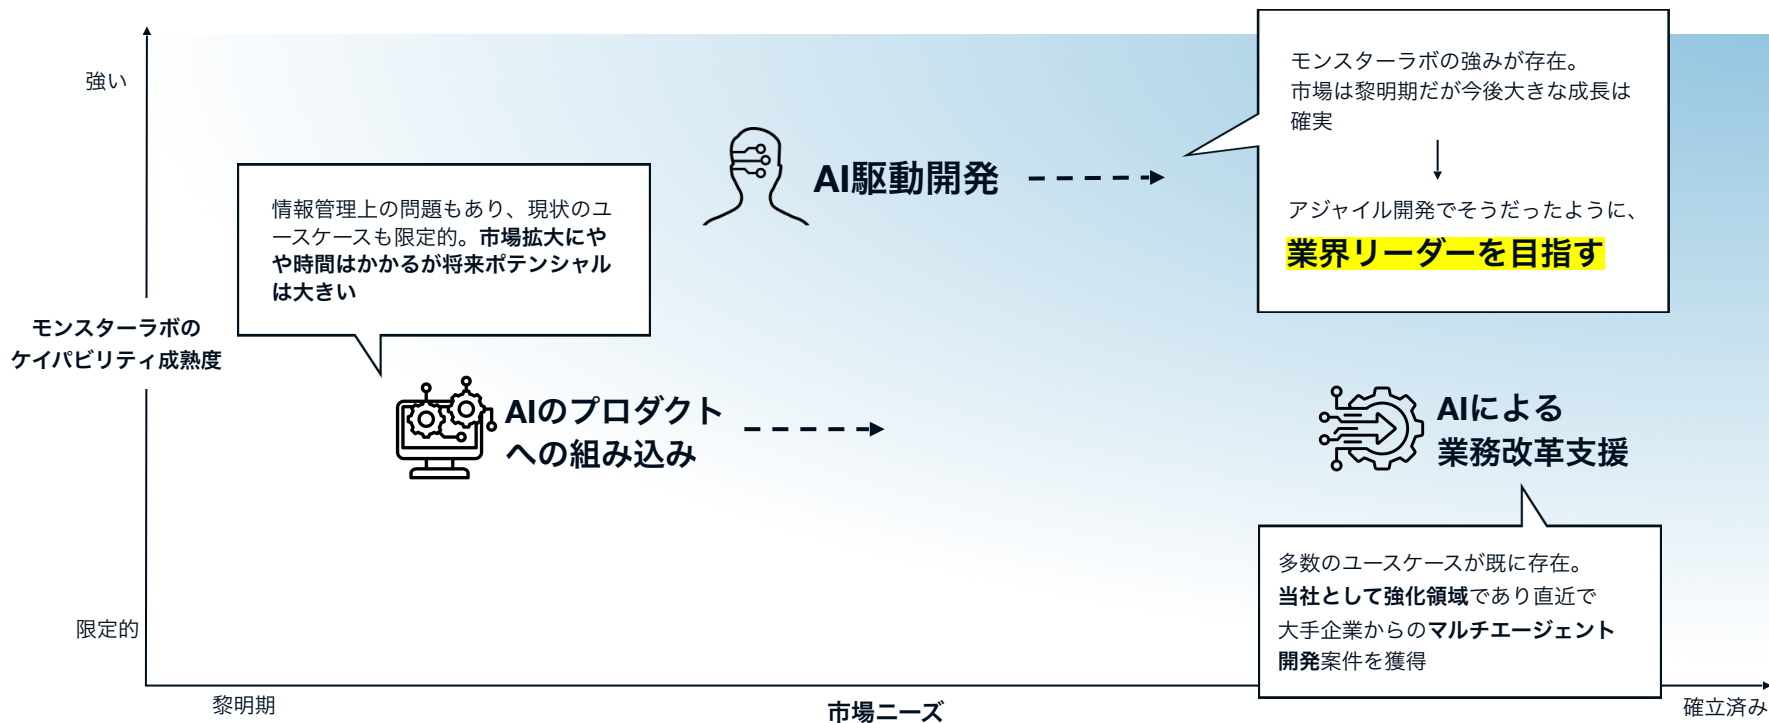 強い
モンスターラボの
ケイパビリティ成熟度
限定的
情報管理上の問題もあり、現状のユ
ースケースも限定的。市場拡大にや
や時間はかかるが将来ポテンシャル
は大きい
AI駆動開発
モンスターラボの強みが存在。
市場は黎明期だが今後大きな成長は
確実
アジャイル開発でそうだったように、
業界リーダーを目指す
AIのプロダクト
への組み込み
AIによる
業務改革支援
多数のユースケースが既に存在。
当社として強化領域であり直近で
大手企業からのマルチエージェント
開発案件を獲得
黎明期
市場ニーズ
確立済み